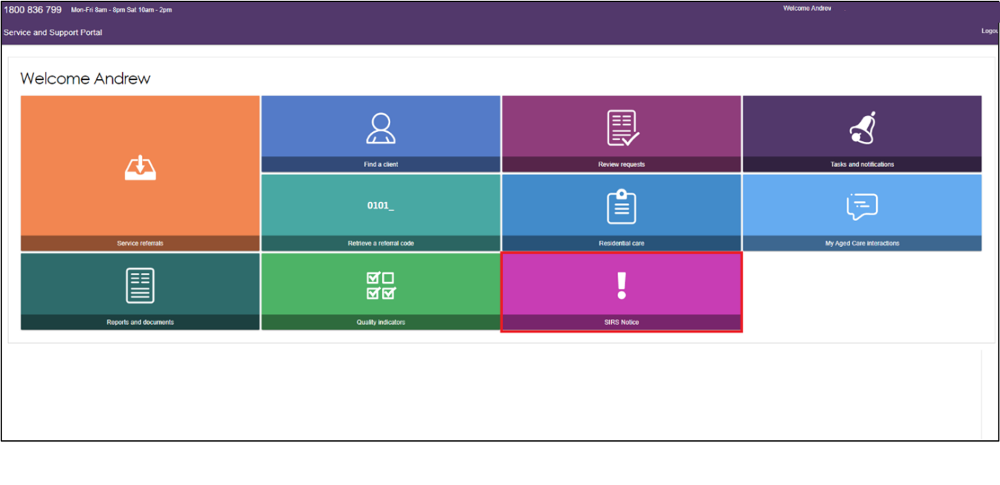 1800 836 799 Mon-Fri 8am - 8pm Sat 10am - 2pm
Welcome Andrew
Service and Support Portal
Logou
Welcome Andrew
Service referrals
Find a client
Review requests
Tasks and notifications
0101_
Retrieve a referral code
Residential care
My Aged Care interactions
Reports and documents
Quality indicators
!
SIRS Notice